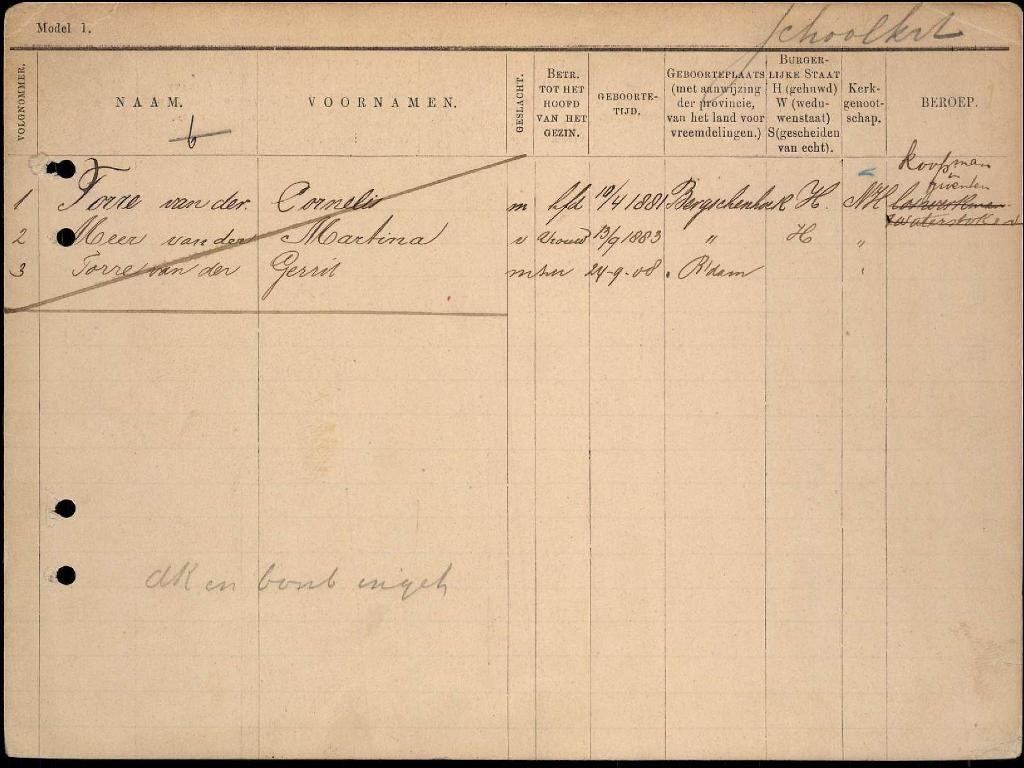 Model 1.
schoolkrt
VOLGNOMMER.
NAAM.
VOORNAMEN.
GESLACHT.
BETR. TOT HET HOOFD VAN HET GEZIN.
GEBOORTE-TIJD.
GEBOORTEPLAATS (met aanwijzing der provincie, van het land voor vreemdelingen.)
BURGERLIJKE STAAT H (gehuwd) W (weduwenstaat) S (gescheiden van echt).
Kerkgenootschap.
BEROEP.
6
koopman
in groenten
1 Torre van der Cornelis m hfd 10/4 1881 Bergschenhoek H. NH
2 Meer van der Martina v Vrouw 13/9 1883 " H "
3 Torre van der Gerrit m 24-9-08. R'dam "